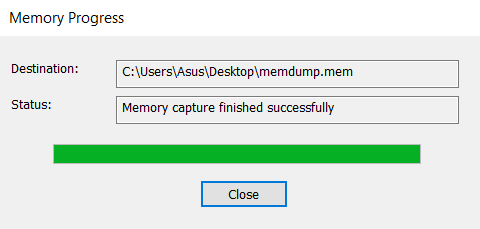 Memory Progress
Destination: C:\Users\Asus\Desktop\memdump.mem
Status: Memory capture finished successfully
Close